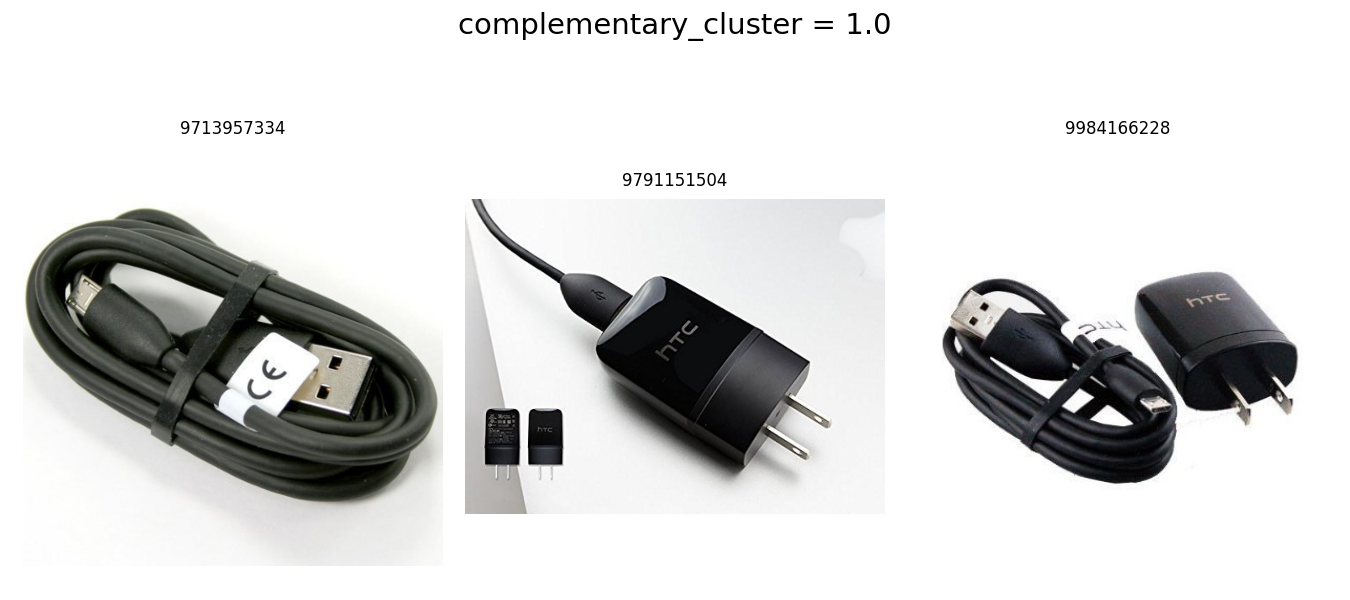 complementary_cluster = 1.0
9713957334
9791151504
9984166228
CE
hTC
hTC
hTC
hTC